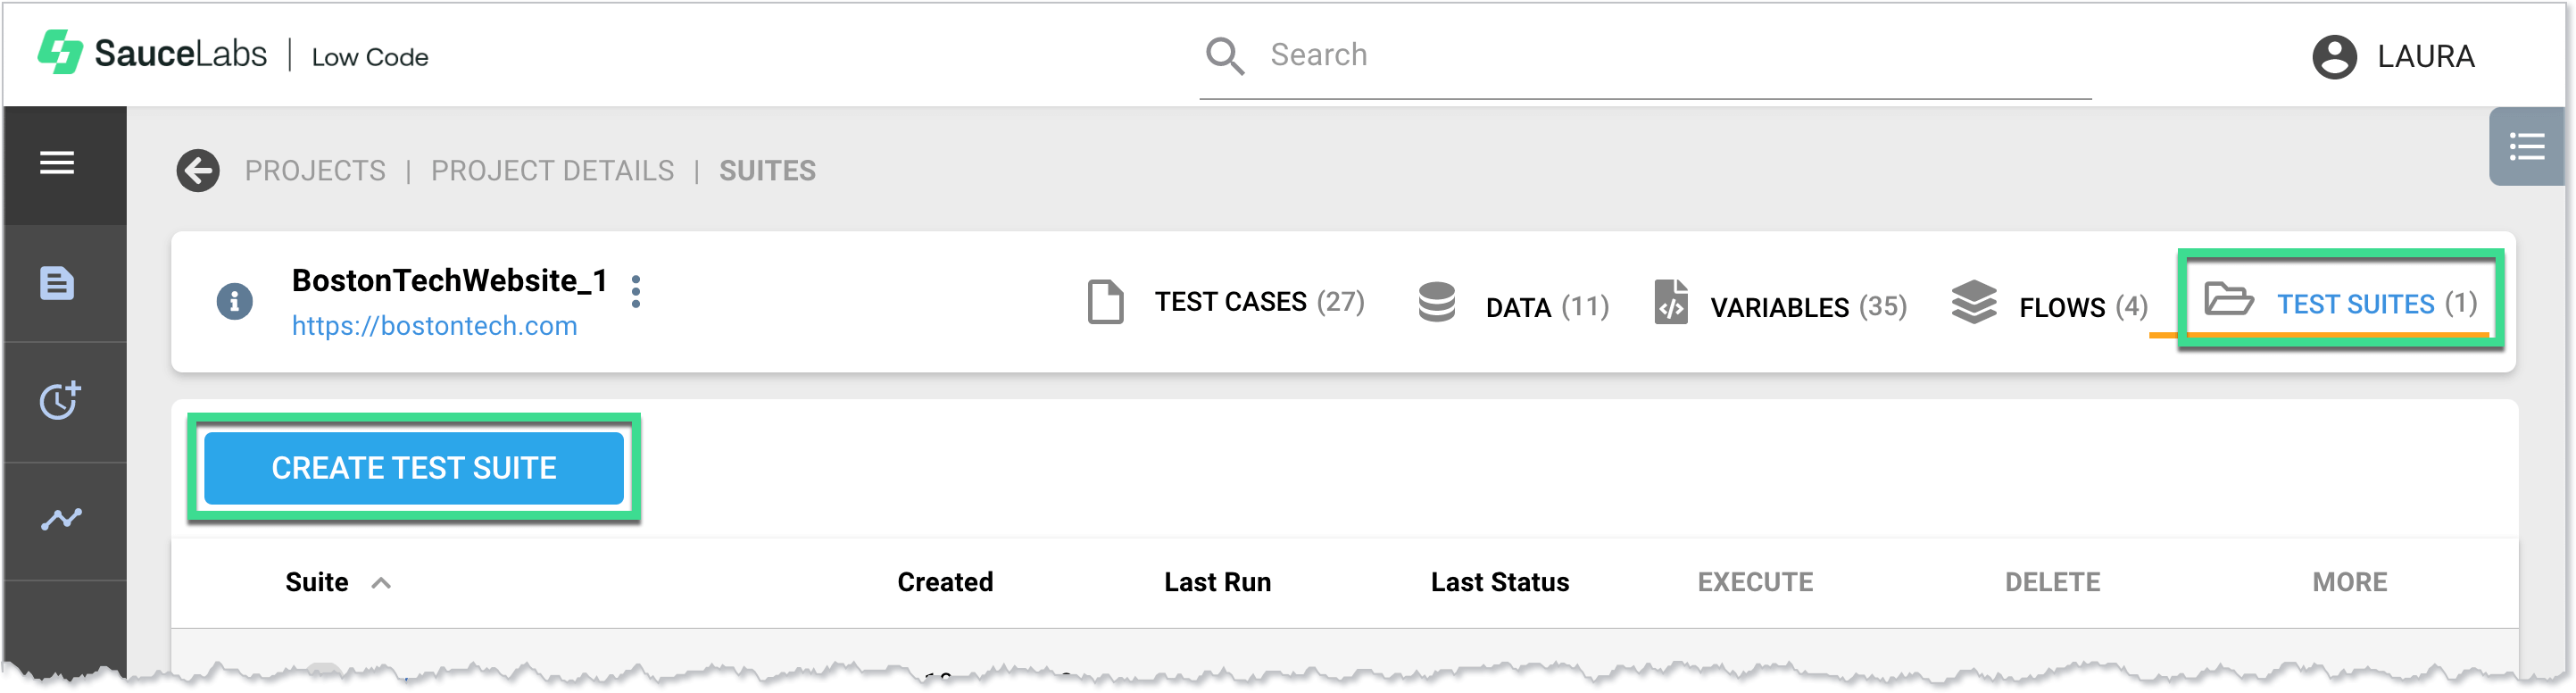 SauceLabs | Low Code
Search
LAURA
PROJECTS | PROJECT DETAILS | SUITES
BostonTechWebsite_1
https://bostontech.com
TEST CASES (27)
DATA (11)
VARIABLES (35)
FLOWS (4)
TEST SUITES (1)
CREATE TEST SUITE
Suite
Created
Last Run
Last Status
EXECUTE
DELETE
MORE